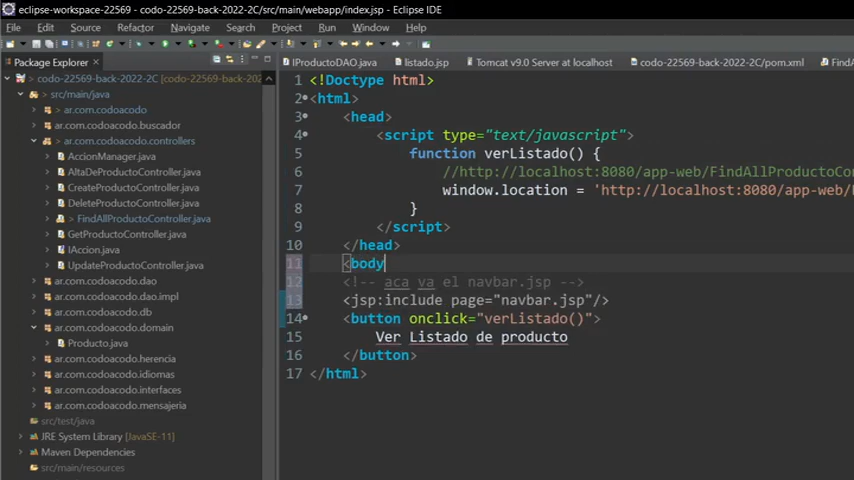 eclipse-workspace-22569 - codo-22569-back-2022-2C/src/main/webapp/index.jsp - Eclipse IDE
File Edit Source Refactor Navigate Search Project Run Window Help
Package Explorer
IProductoDAO.java listado.jsp Tomcat v9.0 Server at localhost codo-22569-back-2022-2C/pom.xml FindA
codo-22569-back-2022-2C [codo-22569-back
src/main/java
ar.com.codoacodo
ar.com.codoacodo.buscador
ar.com.codoacodo.controllers
AccionManager.java
AltaDeProductoController.java
CreateProductoController.java
DeleteProductoController.java
> FindAllProductoController.java
GetProductoController.java
IAccion.java
UpdateProductoController.java
ar.com.codoacodo.dao
ar.com.codoacodo.dao.impl
ar.com.codoacodo.db
ar.com.codoacodo.domain
Producto.java
ar.com.codoacodo.herencia
ar.com.codoacodo.idiomas
ar.com.codoacodo.interfaces
ar.com.codoacodo.mensajeria
src/test/java
JRE System Library [JavaSE-11]
Maven Dependencies
src/main/resources
1 <!Doctype html>
2 <html>
3 <head>
4 <script type="text/javascript">
5 function verListado() {
6 //http://localhost:8080/app-web/FindAllProductoCo
7 window.location = 'http://localhost:8080/app-web/F
8 }
9 </script>
10 </head>
11 <body
12 <!-- aca va el navbar.jsp -->
13 <jsp:include page="navbar.jsp"/>
14 <button onclick="verListado()">
15 Ver Listado de producto
16 </button>
17 </html>